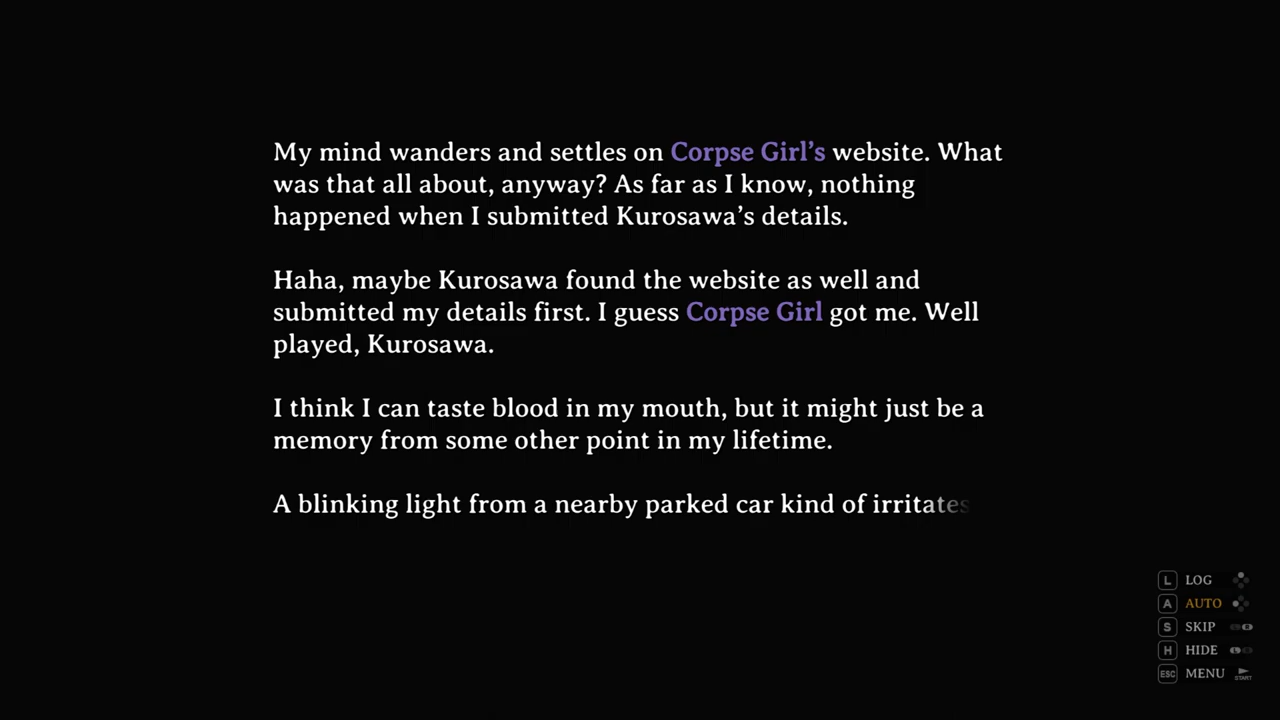 My mind wanders and settles on Corpse Girl’s website. What
was that all about, anyway? As far as I know, nothing
happened when I submitted Kurosawa’s details.
Haha, maybe Kurosawa found the website as well and
submitted my details first. I guess Corpse Girl got me. Well
played, Kurosawa.
I think I can taste blood in my mouth, but it might just be a
memory from some other point in my lifetime.
A blinking light from a nearby parked car kind of irritates
L LOG
A AUTO
S SKIP
H HIDE
ESC MENU START